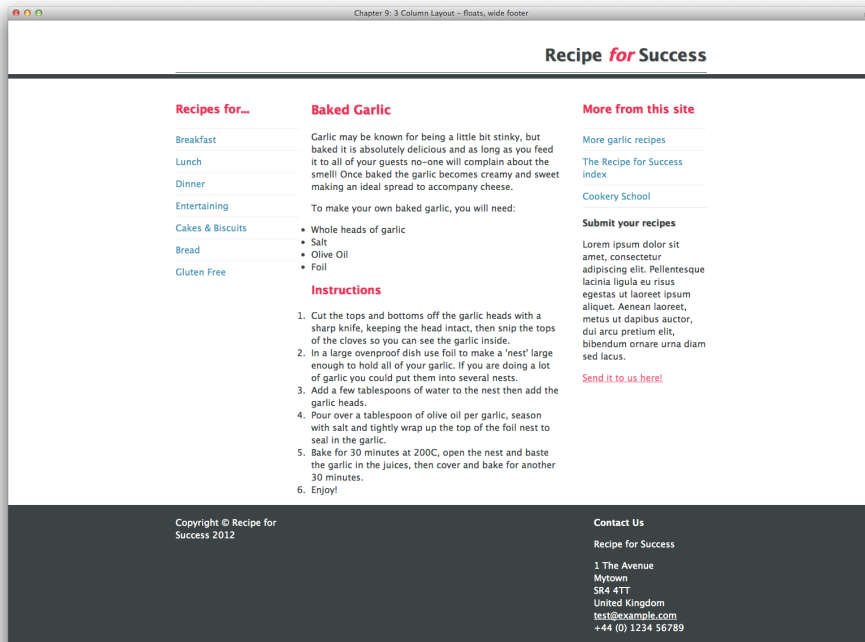 Chapter 9: 3 Column Layout – floats, wide footer
Recipe for Success
Recipes for...
Breakfast
Lunch
Dinner
Entertaining
Cakes & Biscuits
Bread
Gluten Free
Baked Garlic
Garlic may be known for being a little bit stinky, but
baked it is absolutely delicious and as long as you feed
it to all of your guests no-one will complain about the
smell! Once baked the garlic becomes creamy and sweet
making an ideal spread to accompany cheese.
To make your own baked garlic, you will need:
• Whole heads of garlic
• Salt
• Olive Oil
• Foil
Instructions
1. Cut the tops and bottoms off the garlic heads with a
sharp knife, keeping the head intact, then snip the tops
of the cloves so you can see the garlic inside.
2. In a large ovenproof dish use foil to make a 'nest' large
enough to hold all of your garlic. If you are doing a lot
of garlic you could put them into several nests.
3. Add a few tablespoons of water to the nest then add the
garlic heads.
4. Pour over a tablespoon of olive oil per garlic, season
with salt and tightly wrap up the top of the foil nest to
seal in the garlic.
5. Bake for 30 minutes at 200C, open the nest and baste
the garlic in the juices, then cover and bake for another
30 minutes.
6. Enjoy!
More from this site
More garlic recipes
The Recipe for Success
index
Cookery School
Submit your recipes
Lorem ipsum dolor sit
amet, consectetur
adipiscing elit. Pellentesque
lacinia ligula eu risus
egestas ut laoreet ipsum
aliquet. Aenean laoreet,
metus ut dapibus auctor,
dui arcu pretium elit,
bibendum ornare urna diam
sed lacus.
Send it to us here!
Copyright © Recipe for
Success 2012
Contact Us
Recipe for Success
1 The Avenue
Mytown
SR4 4TT
United Kingdom
test@example.com
+44 (0) 1234 56789